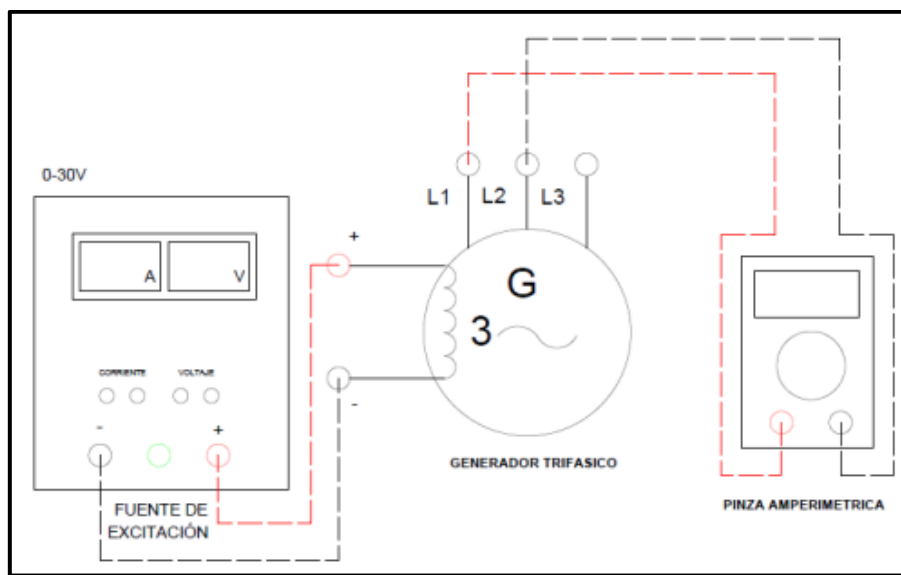 0-30V
A
V
CORRIENTE
VOLTAJE
-
+
FUENTE DE
EXCITACIÓN
+
-
L1
L2
L3
G
3
GENERADOR TRIFASICO
PINZA AMPERIMETRICA